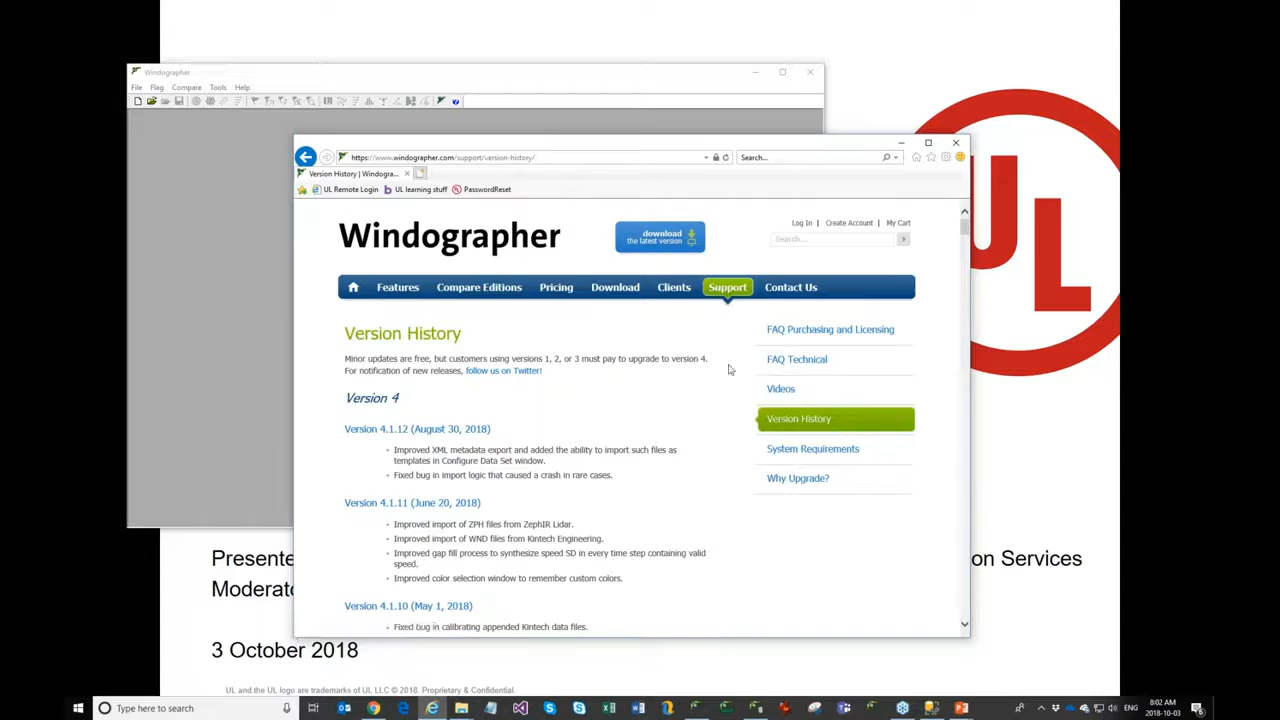 Windographer
File Flag Compare Tools Help
https://www.windographer.com/support/version-history/
Search...
Version History | Windogra...
UL Remote Login UL learning stuff PasswordReset
Windographer
download
the latest version
Log In | Create Account | My Cart
Search...
Features Compare Editions Pricing Download Clients Support Contact Us
Version History
Minor updates are free, but customers using versions 1, 2, or 3 must pay to upgrade to version 4.
For notification of new releases, follow us on Twitter!
Version 4
Version 4.1.12 (August 30, 2018)
• Improved XML metadata export and added the ability to import such files as
templates in Configure Data Set window.
• Fixed bug in import logic that caused a crash in rare cases.
Version 4.1.11 (June 20, 2018)
• Improved import of ZPH files from ZephIR Lidar.
• Improved import of WND files from Kintech Engineering.
• Improved gap fill process to synthesize speed SD in every time step containing valid
speed.
• Improved color selection window to remember custom colors.
Version 4.1.10 (May 1, 2018)
• Fixed bug in calibrating appended Kintech data files.
FAQ Purchasing and Licensing
FAQ Technical
Videos
Version History
System Requirements
Why Upgrade?
UL
Presente
on Services
Moderat
3 October 2018
UL and the UL logo are trademarks of UL LLC © 2018. Proprietary & Confidential.
Type here to search
ENG
8:02 AM
2018-10-03